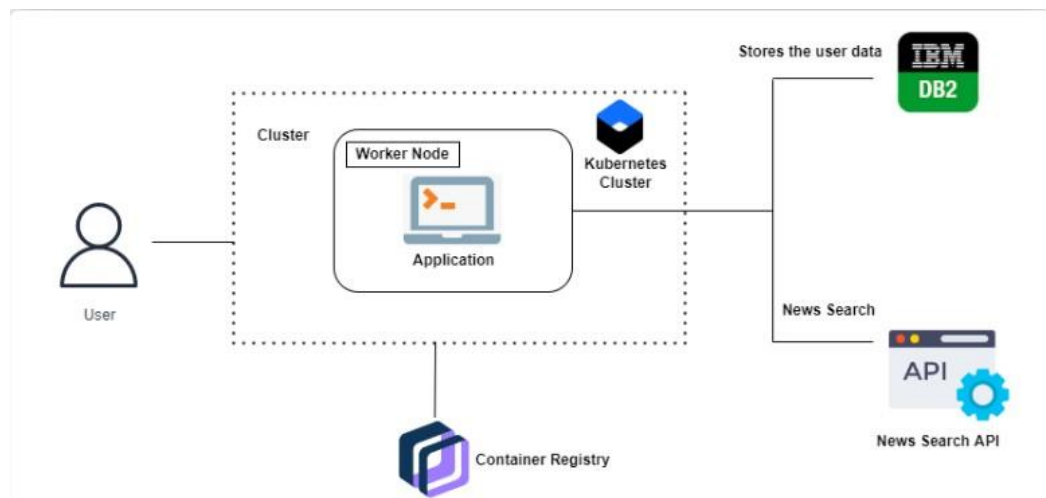 Stores the user data
IBM
DB2
Cluster
Worker Node
Kubernetes
Cluster
Application
User
News Search
API
News Search API
Container Registry